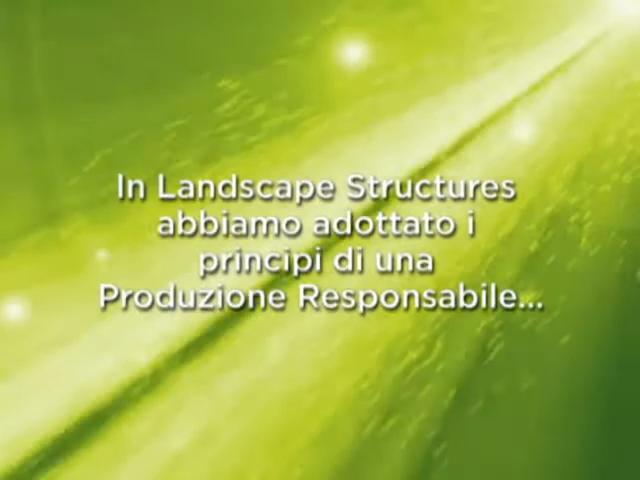 In Landscape Structures
abbiamo adottato i
principi di una
Produzione Responsabile...